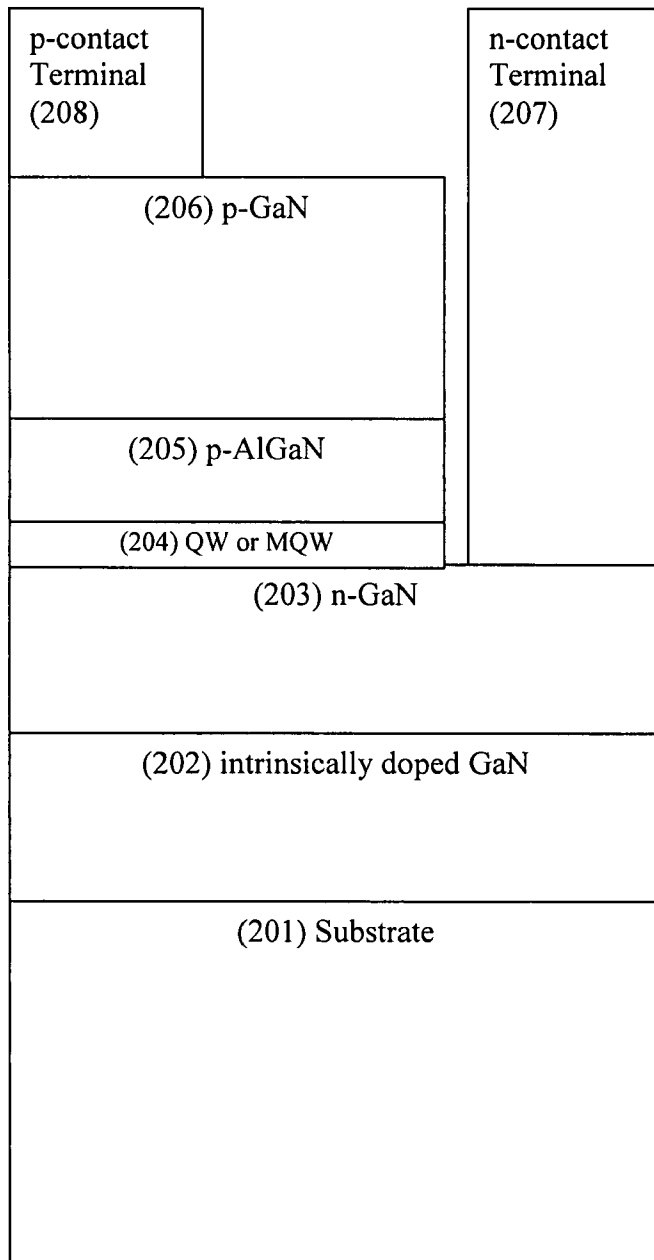 p-contact
Terminal
(208)
n-contact
Terminal
(207)
(206) p-GaN
(205) p-AlGaN
(204) QW or MQW
(203) n-GaN
(202) intrinsically doped GaN
(201) Substrate